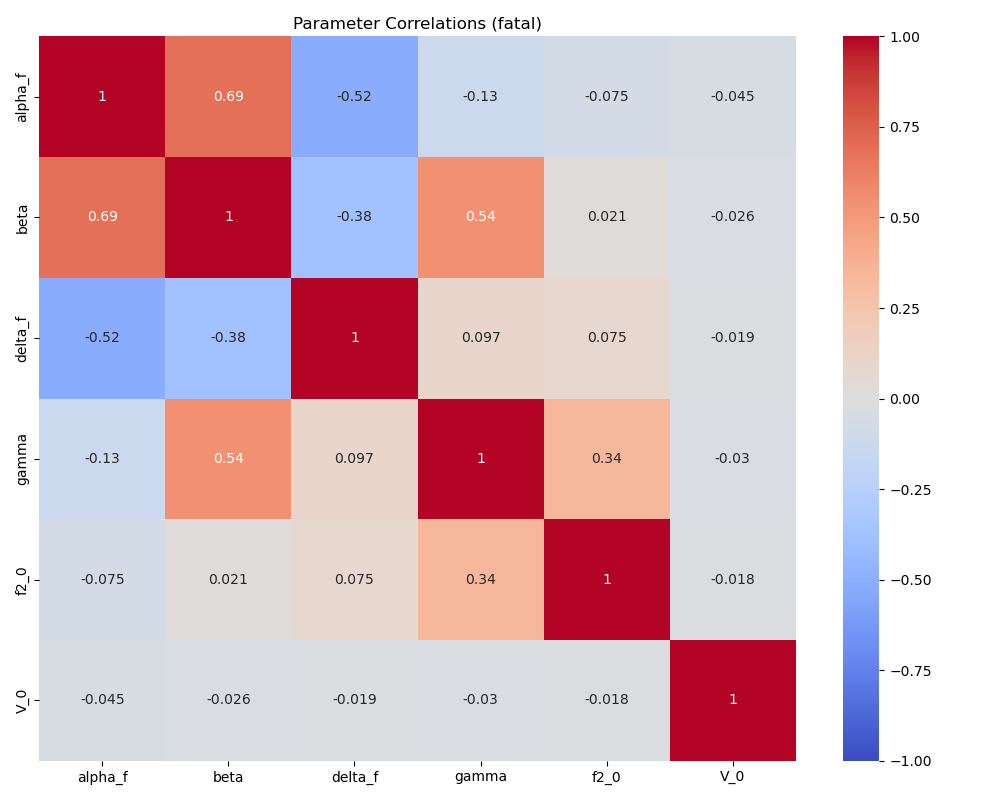 Parameter Correlations (fatal)
alpha_f 1 0.69 -0.52 -0.13 -0.075 -0.045
beta 0.69 1 -0.38 0.54 0.021 -0.026
delta_f -0.52 -0.38 1 0.097 0.075 -0.019
gamma -0.13 0.54 0.097 1 0.34 -0.03
f2_0 -0.075 0.021 0.075 0.34 1 -0.018
V_0 -0.045 -0.026 -0.019 -0.03 -0.018 1
alpha_f beta delta_f gamma f2_0 V_0
1.00
0.75
0.50
0.25
0.00
−0.25
−0.50
−0.75
−1.00